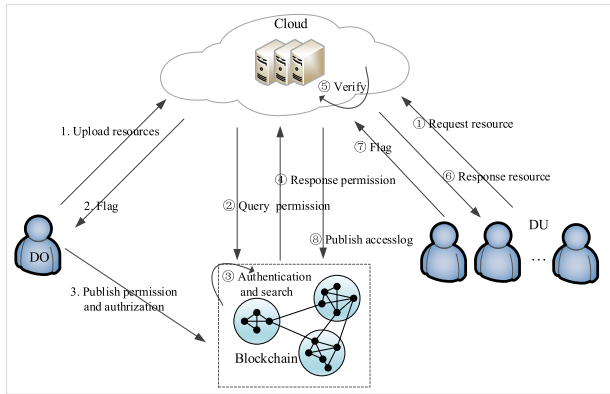 Cloud
⑤ Verify
1. Upload resources
① Request resource
⑦ Flag
④ Response permission
⑥ Response resource
2. Flag
② Query permission
DU
⑧ Publish accesslog
DO
...
③ Authentication
and search
3. Publish permission
and authrization
Blockchain